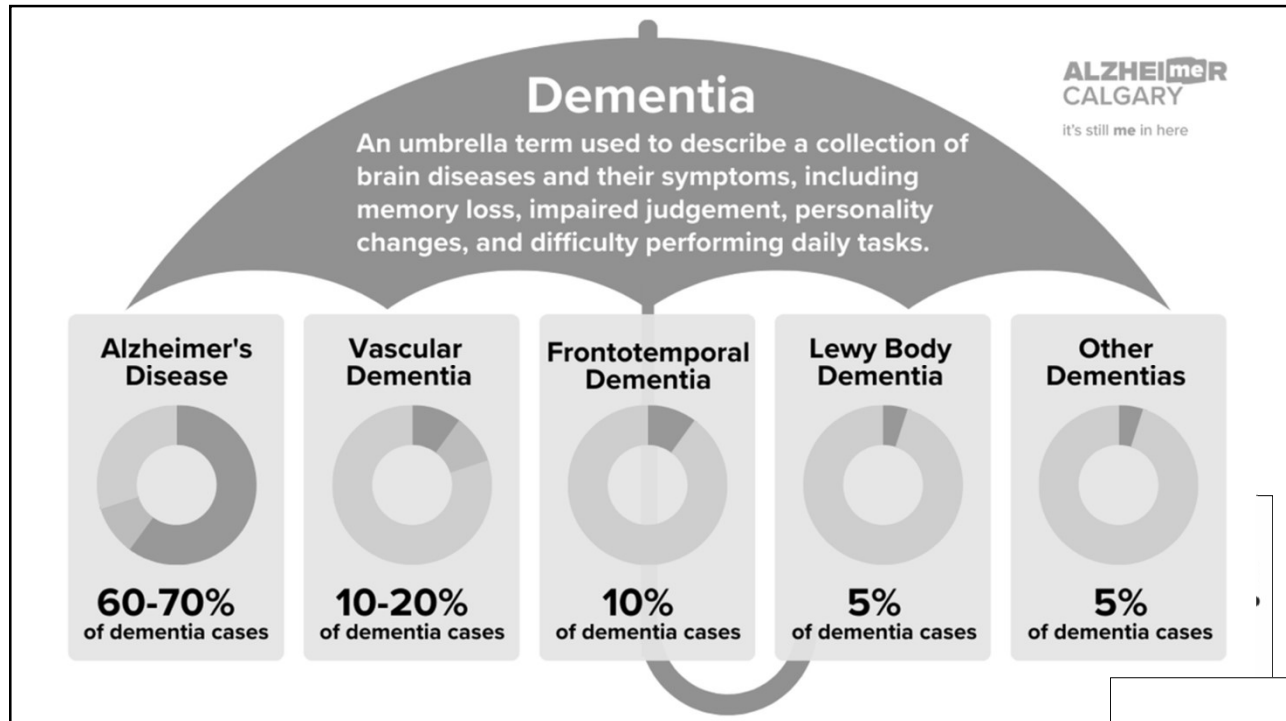 Dementia
An umbrella term used to describe a collection of
brain diseases and their symptoms, including
memory loss, impaired judgement, personality
changes, and difficulty performing daily tasks.
ALZHEImeR
CALGARY
it's still me in here
Alzheimer's
Disease
60-70%
of dementia cases
Vascular
Dementia
10-20%
of dementia cases
Frontotemporal
Dementia
10%
of dementia cases
Lewy Body
Dementia
5%
of dementia cases
Other
Dementias
5%
of dementia cases